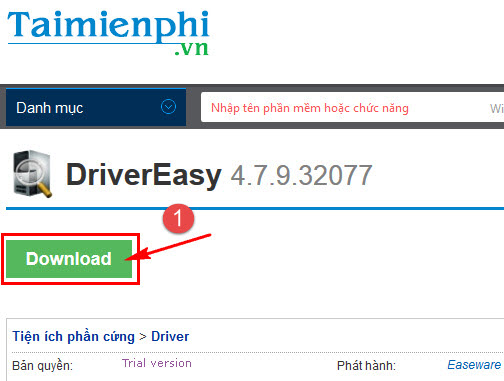 Taimienphi
.vn
Danh mục
Nhập tên phần mềm hoặc chức năng
Wi
DriverEasy 4.7.9.32077
1
Download
Tiện ích phần cứng > Driver
Bản quyền: Trial version Phát hành: Easeware